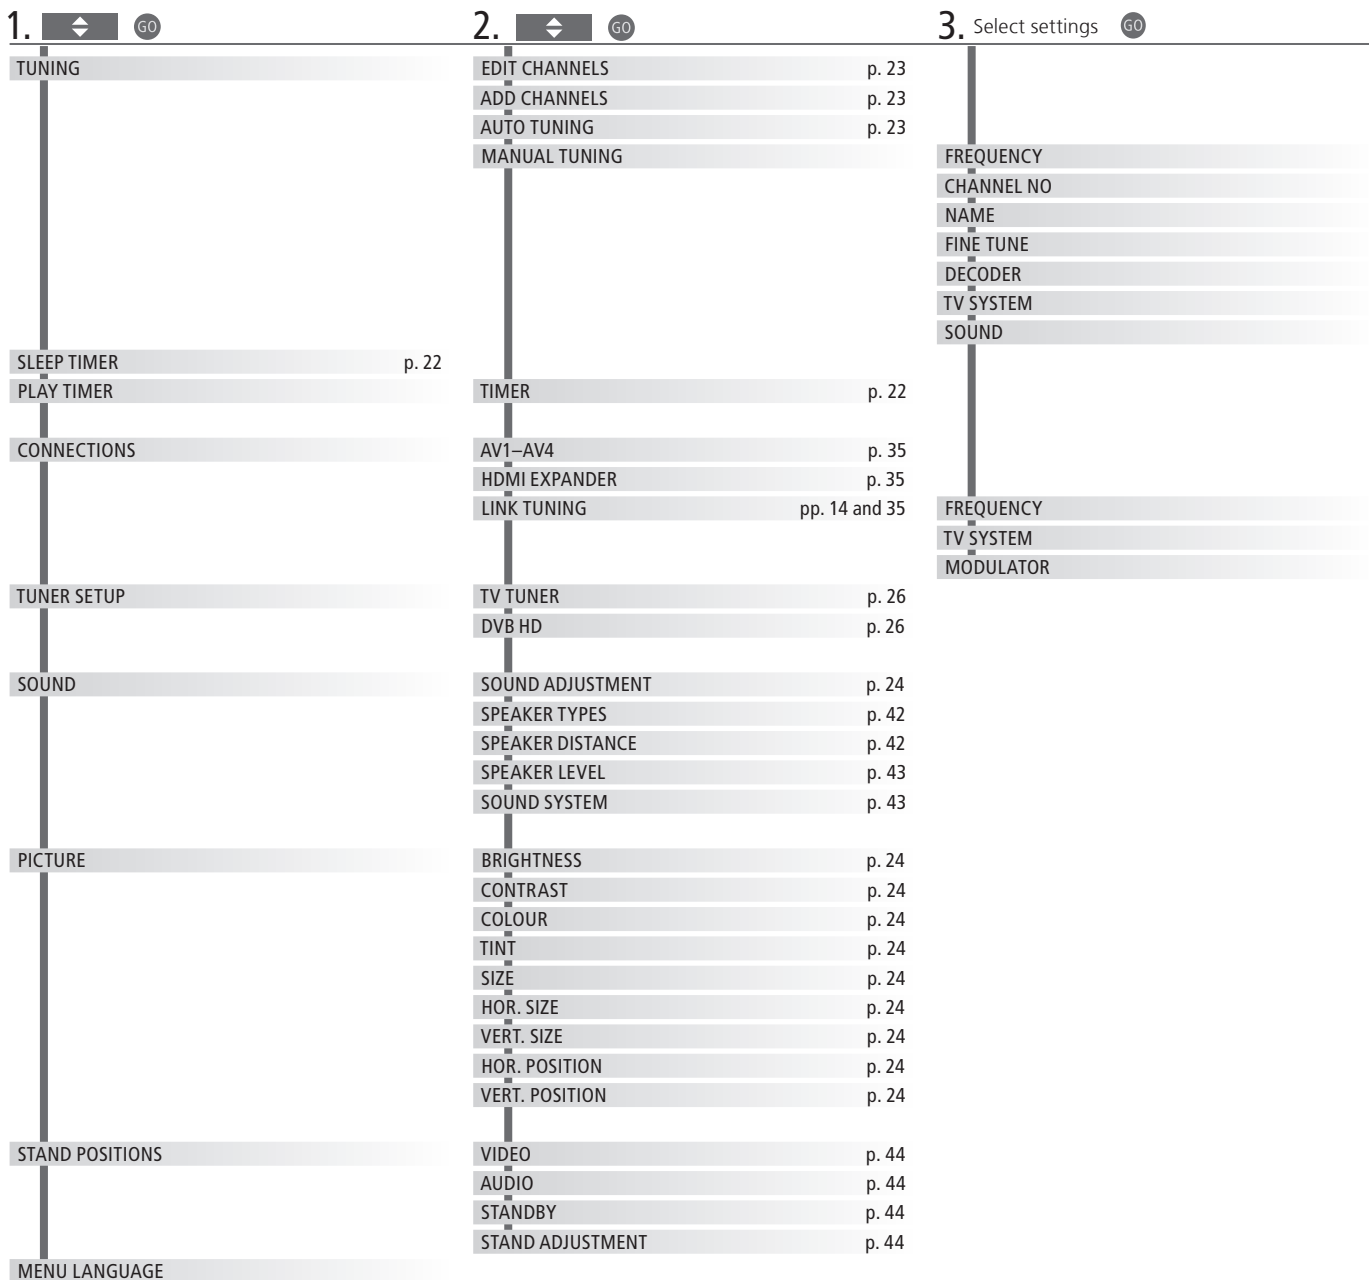 1. GO 2. GO 3. Select settings GO
TUNING EDIT CHANNELS p. 23
ADD CHANNELS p. 23
AUTO TUNING p. 23
MANUAL TUNING FREQUENCY
CHANNEL NO
NAME
FINE TUNE
DECODER
TV SYSTEM
SOUND
SLEEP TIMER p. 22
PLAY TIMER TIMER p. 22
CONNECTIONS AV1–AV4 p. 35
HDMI EXPANDER p. 35
LINK TUNING pp. 14 and 35 FREQUENCY
TV SYSTEM
MODULATOR
TUNER SETUP TV TUNER p. 26
DVB HD p. 26
SOUND SOUND ADJUSTMENT p. 24
SPEAKER TYPES p. 42
SPEAKER DISTANCE p. 42
SPEAKER LEVEL p. 43
SOUND SYSTEM p. 43
PICTURE BRIGHTNESS p. 24
CONTRAST p. 24
COLOUR p. 24
TINT p. 24
SIZE p. 24
HOR. SIZE p. 24
VERT. SIZE p. 24
HOR. POSITION p. 24
VERT. POSITION p. 24
STAND POSITIONS VIDEO p. 44
AUDIO p. 44
STANDBY p. 44
STAND ADJUSTMENT p. 44
MENU LANGUAGE